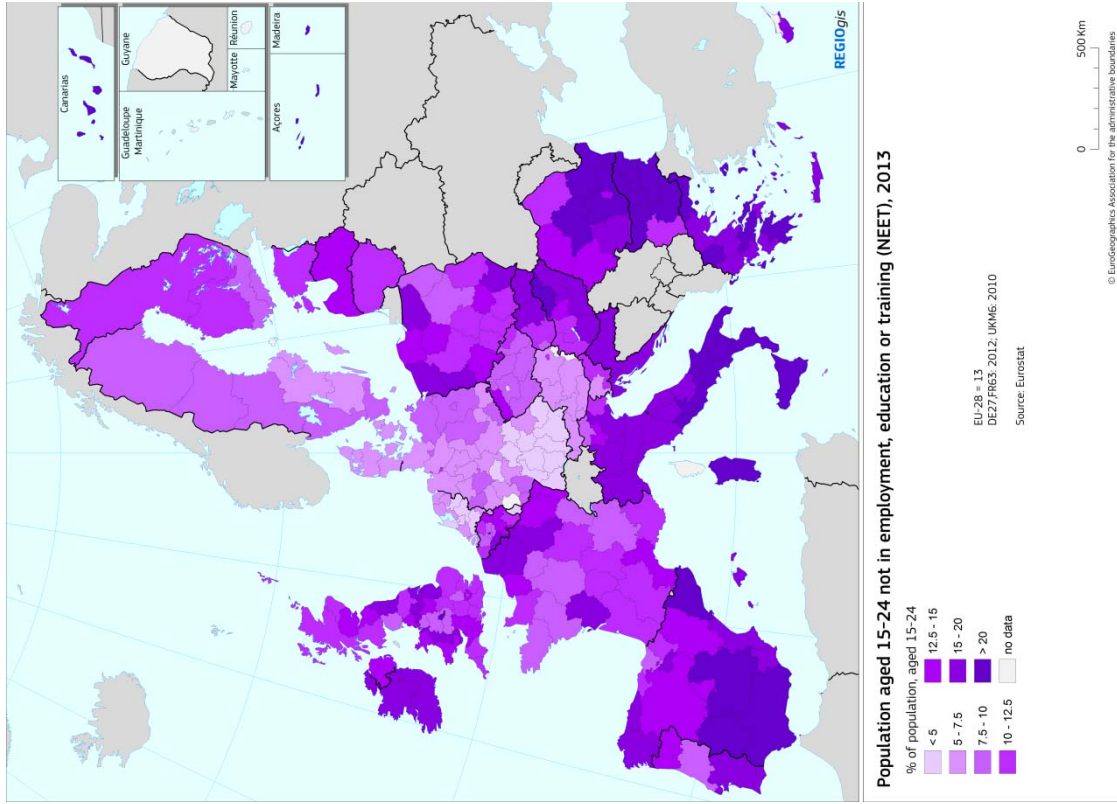 Canarias
Guadeloupe
Martinique
Guyane
Mayotte
Réunion
Açores
Madeira
REGIOgis
Population aged 15-24 not in employment, education or training (NEET), 2013
% of population, aged 15-24
< 5
5 - 7.5
7.5 - 10
10 - 12.5
12.5 - 15
15 - 20
> 20
no data
EU-28 = 13
DE27,FR63: 2012; UKM6: 2010
Source: Eurostat
0 500 Km
© EuroGeographics Association for the administrative boundaries